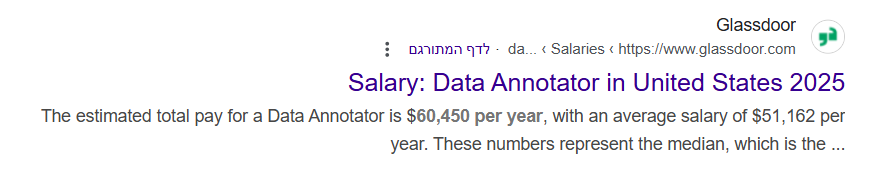 Glassdoor
https://www.glassdoor.com › Salaries › da... · לדף המתורגם
Salary: Data Annotator in United States 2025
The estimated total pay for a Data Annotator is $60,450 per year, with an average salary of $51,162 per
year. These numbers represent the median, which is the ...